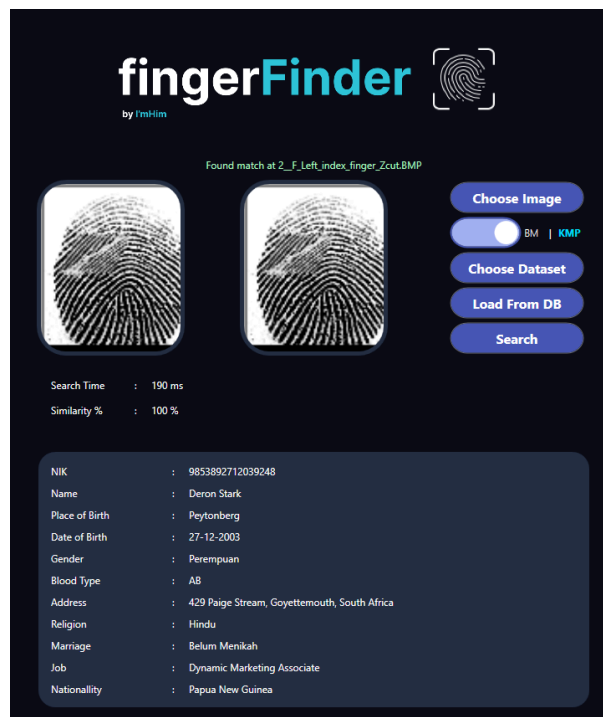 fingerFinder
by I'mHim
Found match at 2__F_Left_index_finger_Zcut.BMP
Choose Image
BM | KMP
Choose Dataset
Load From DB
Search
Search Time : 190 ms
Similarity % : 100 %
NIK : 9853892712039248
Name : Deron Stark
Place of Birth : Peytonberg
Date of Birth : 27-12-2003
Gender : Perempuan
Blood Type : AB
Address : 429 Paige Stream, Goyettemouth, South Africa
Religion : Hindu
Marriage : Belum Menikah
Job : Dynamic Marketing Associate
Nationallity : Papua New Guinea